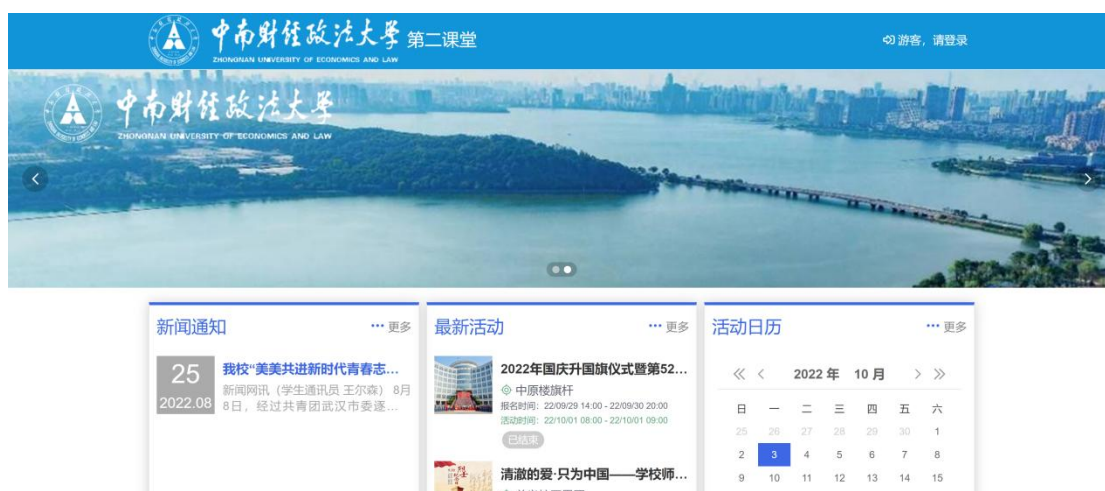 中南财经政法大学 第二课堂
ZHONGNAN UNIVERSITY OF ECONOMICS AND LAW
游客，请登录
中南财经政法大学
ZHONGNAN UNIVERSITY OF ECONOMICS AND LAW
新闻通知
更多
25
2022.08
我校“美美共进新时代青春志...
新闻网讯（学生通讯员 王尔森） 8月
8日，经过共青团武汉市委逐...
最新活动
更多
2022年国庆升国旗仪式暨第52...
中原楼旗杆
报名时间：22/09/29 14:00 - 22/09/30 20:00
活动时间：22/10/01 08:00 - 22/10/01 09:00
已结束
清澈的爱·只为中国——学校师...
活动日历
更多
2022 年 10 月
日 一 二 三 四 五 六
25 26 27 28 29 30 1
2 3 4 5 6 7 8
9 10 11 12 13 14 15